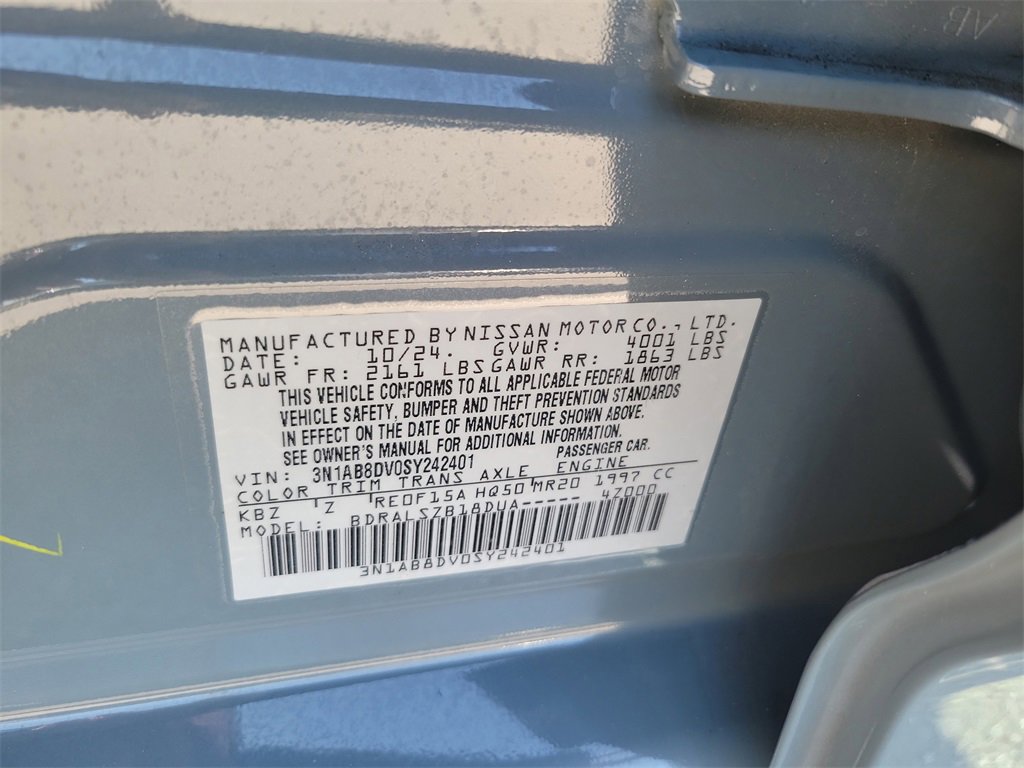 MANUFACTURED BY NISSAN MOTOR CO., LTD.
DATE: 10/24. GVWR: 4001 LBS
GAWR FR: 2161 LBS GAWR RR: 1863 LBS
THIS VEHICLE CONFORMS TO ALL APPLICABLE FEDERAL MOTOR
VEHICLE SAFETY, BUMPER AND THEFT PREVENTION STANDARDS
IN EFFECT ON THE DATE OF MANUFACTURE SHOWN ABOVE.
SEE OWNER'S MANUAL FOR ADDITIONAL INFORMATION.
VIN: 3N1AB8DV0SY242401 PASSENGER CAR.
COLOR TRIM TRANS AXLE ENGINE
KBZ Z RE0F15A HQ50 MR20 1997 CC
MODEL: BDRALSZB18DUA----- 4Z000
3N1AB8DV0SY242401
AB